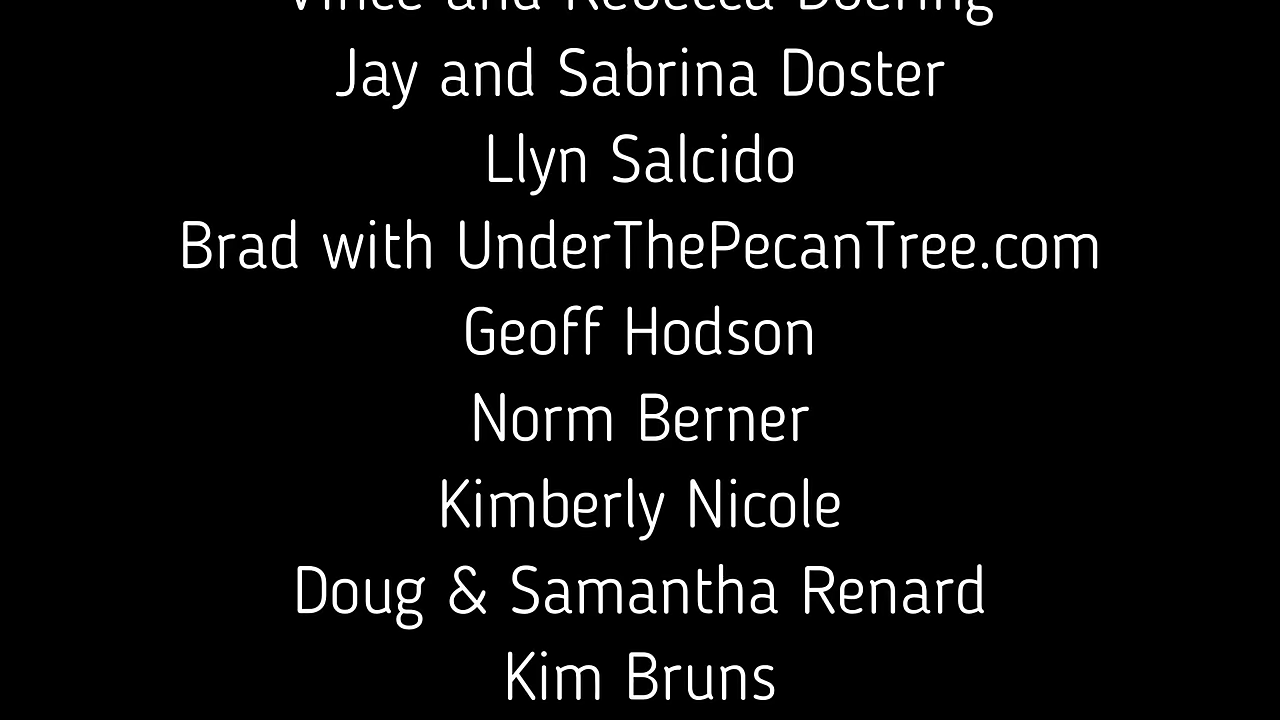 Vince and Rebecca Doering
Jay and Sabrina Doster
Llyn Salcido
Brad with UnderThePecanTree.com
Geoff Hodson
Norm Berner
Kimberly Nicole
Doug & Samantha Renard
Kim Bruns